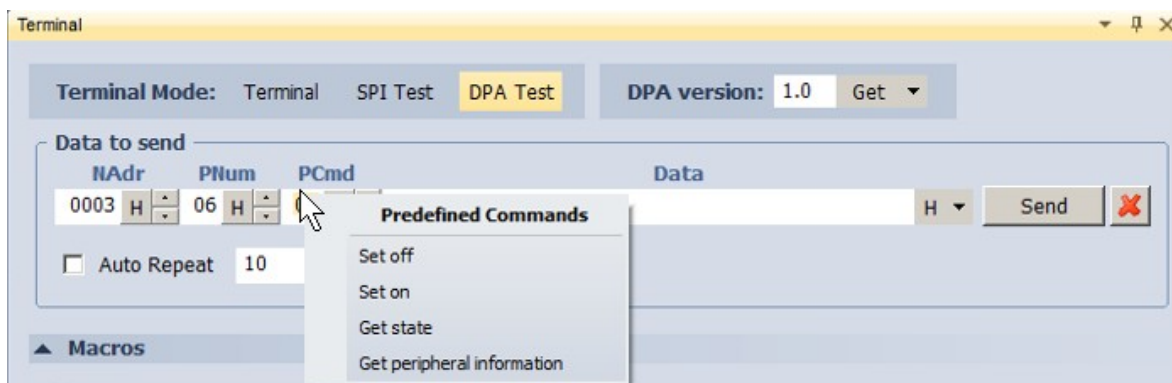 Terminal
Terminal Mode: Terminal SPI Test DPA Test DPA version: 1.0 Get
Data to send
NAdr PNum PCmd Data
0003 H 06 H H Send
Predefined Commands
Auto Repeat 10
Set off
Set on
Get state
Get peripheral information
Macros